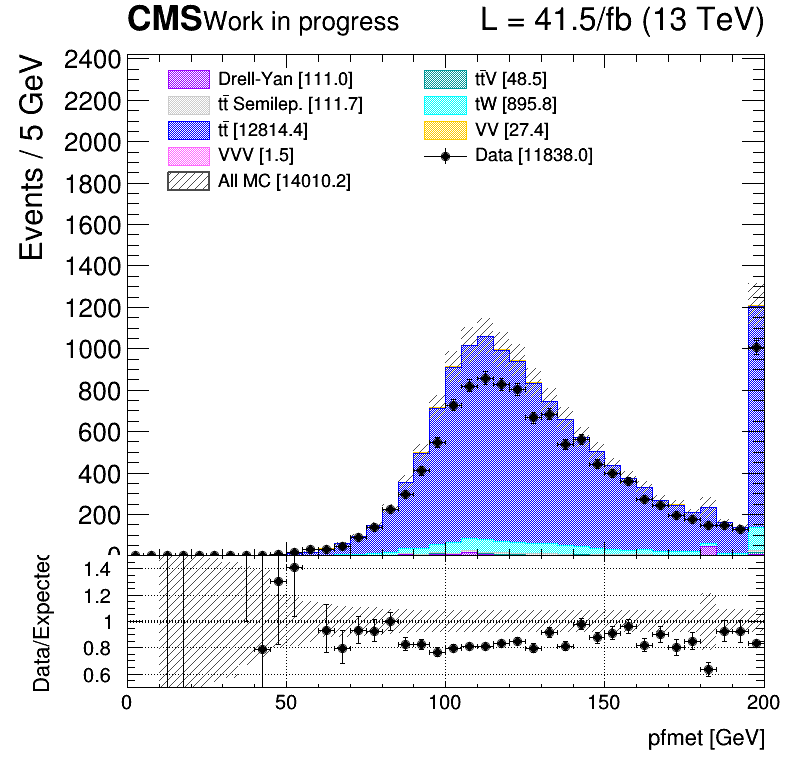 CMS Work in progress L = 41.5/fb (13 TeV)
Events / 5 GeV
2400
2200
2000
1800
1600
1400
1200
1000
800
600
400
200
0
Drell-Yan [111.0]
tt̄ Semilep. [111.7]
tt̄ [12814.4]
VVV [1.5]
All MC [14010.2]
tt̄V [48.5]
tW [895.8]
VV [27.4]
Data [11838.0]
Data/Expected
1.4
1.2
1
0.8
0.6
0 50 100 150 200
pfmet [GeV]